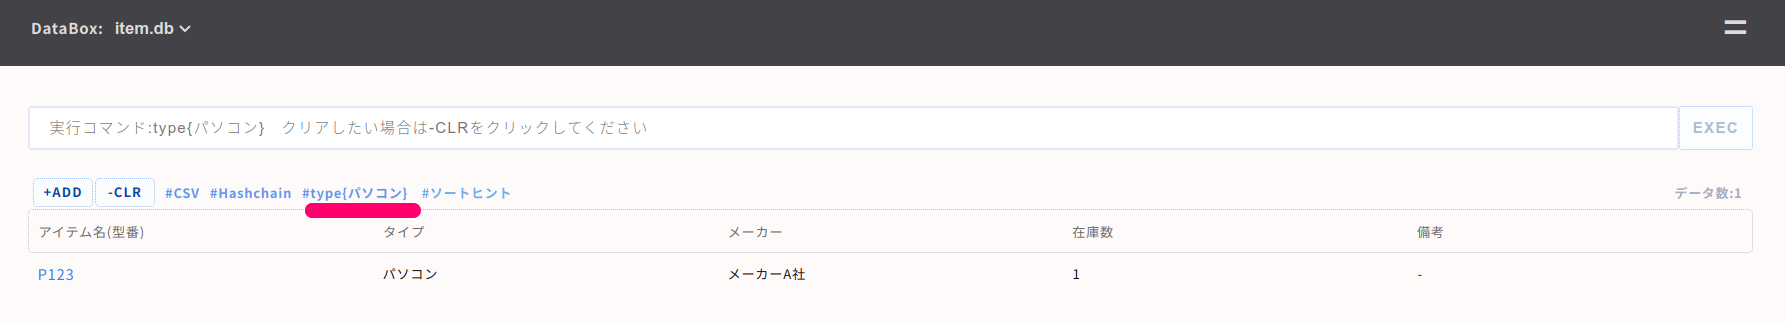 DataBox: item.db
実行コマンド:type{パソコン}　クリアしたい場合は-CLRをクリックしてください EXEC
+ADD -CLR #CSV #Hashchain #type{パソコン} #ソートヒント データ数:1
アイテム名(型番) タイプ メーカー 在庫数 備考
P123 パソコン メーカーA社 1 -